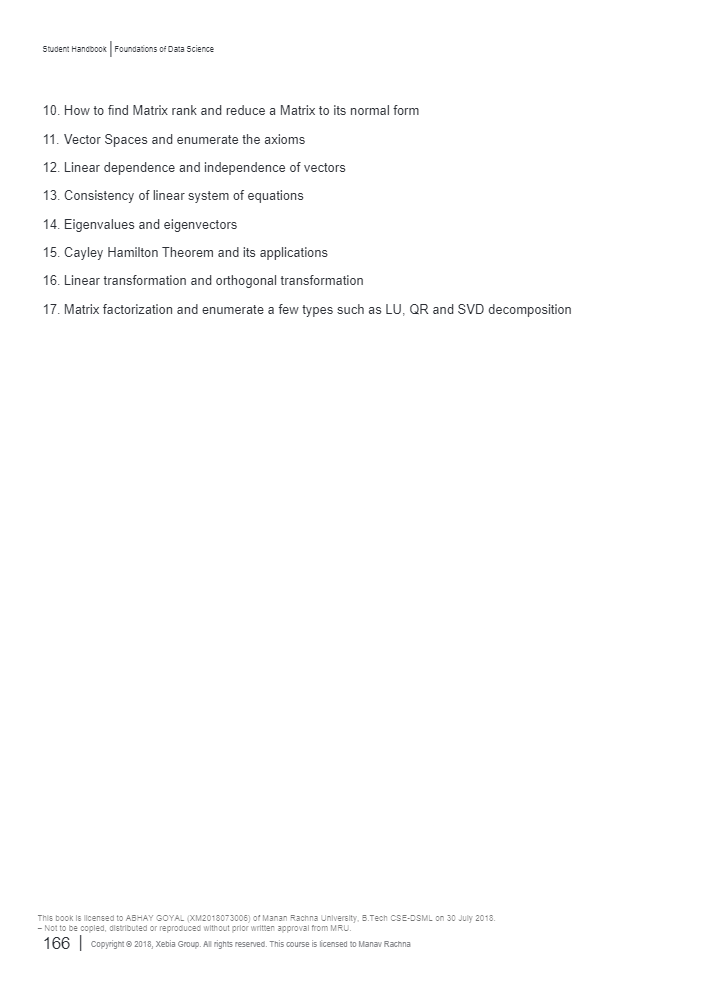 Student Handbook | Foundations of Data Science
10. How to find Matrix rank and reduce a Matrix to its normal form
11. Vector Spaces and enumerate the axioms
12. Linear dependence and independence of vectors
13. Consistency of linear system of equations
14. Eigenvalues and eigenvectors
15. Cayley Hamilton Theorem and its applications
16. Linear transformation and orthogonal transformation
17. Matrix factorization and enumerate a few types such as LU, QR and SVD decomposition
This book is licensed to ABHAY GOYAL (XM2018073006) of Manan Rachna University, B.Tech CSE-DSML on 30 July 2018.
– Not to be copied, distributed or reproduced without prior written approval from MRU.
166 | Copyright © 2018, Xebia Group. All rights reserved. This course is licensed to Manav Rachna